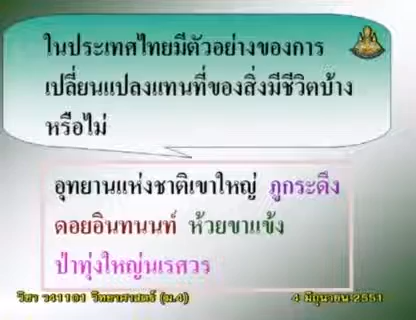 ในประเทศไทยมีตัวอย่างของการ
เปลี่ยนแปลงแทนที่ของสิ่งมีชีวิตบ้าง
หรือไม่
อุทยานแห่งชาติเขาใหญ่ ภูกระดึง
ดอยอินทนนท์ ห้วยขาแข้ง
ป่าทุ่งใหญ่นเรศวร
วิชา ว41101 วิทยาศาสตร์ (ม.4)
4 มิถุนายน 2551